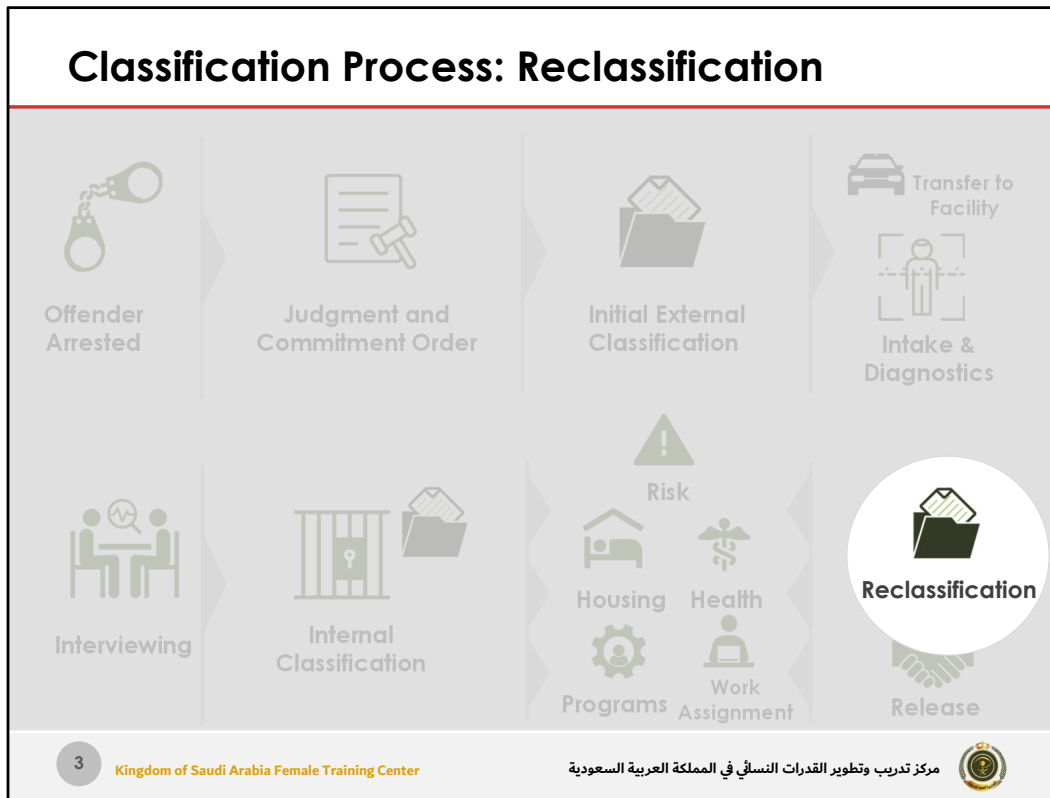 Classification Process: Reclassification
Offender
Arrested
Judgment and
Commitment Order
Initial External
Classification
Transfer to
Facility
Intake &
Diagnostics
Interviewing
Internal
Classification
Risk
Housing
Health
Programs
Work
Assignment
Reclassification
Release
3
Kingdom of Saudi Arabia Female Training Center
مركز تدريب وتطوير القدرات النسائي في المملكة العربية السعودية